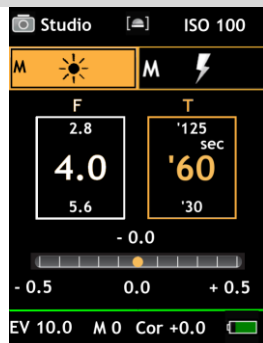 Studio ISO 100
M M
F T
2.8 '125
sec
4.0 '60
5.6 '30
- 0.0
- 0.5 0.0 + 0.5
EV 10.0 M 0 Cor +0.0